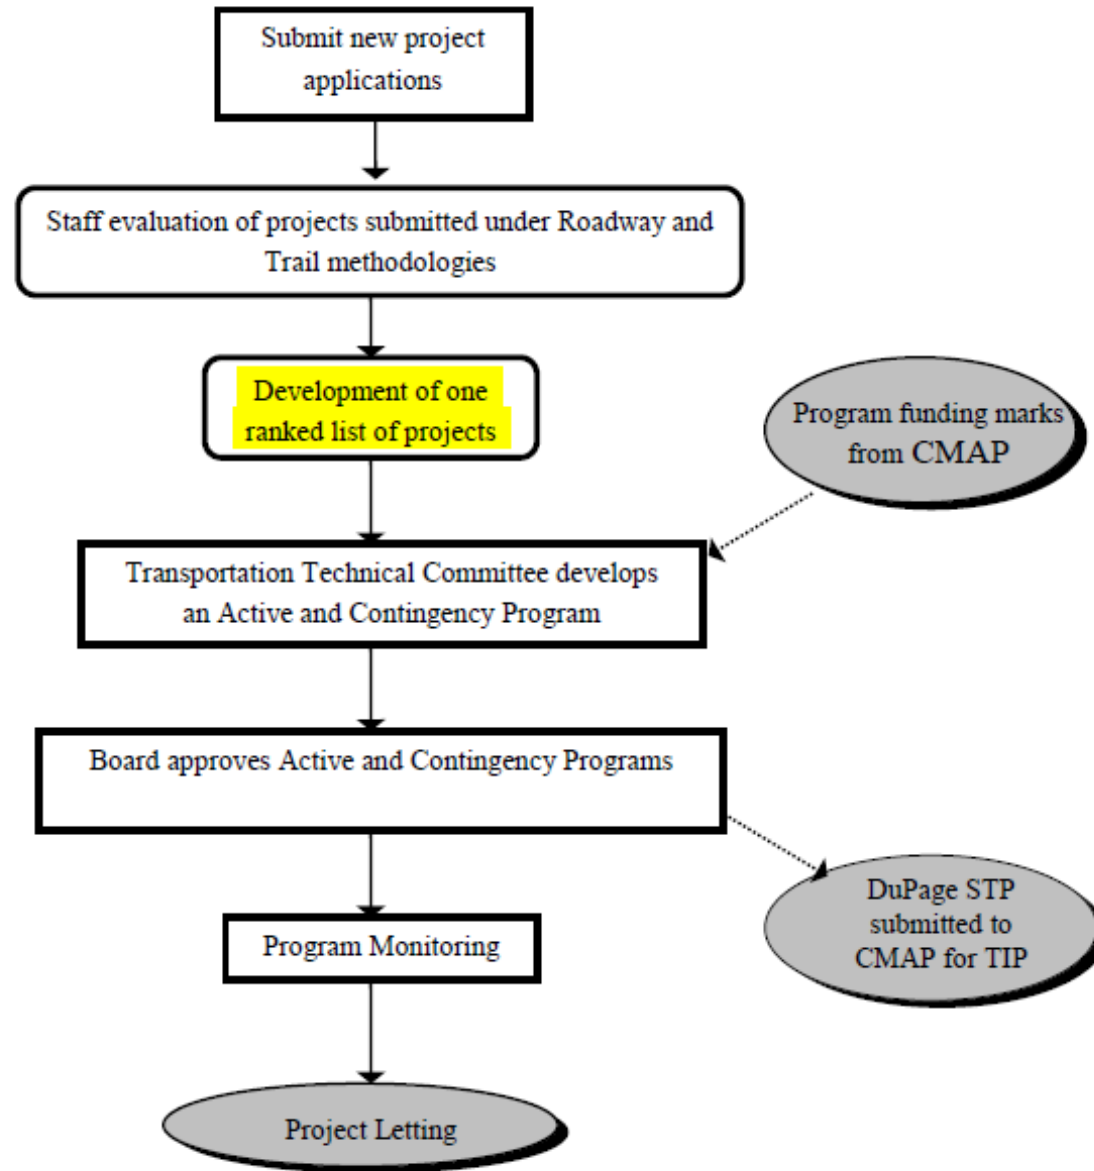 Submit new project
applications
Staff evaluation of projects submitted under Roadway and
Trail methodologies
Development of one
ranked list of projects
Program funding marks
from CMAP
Transportation Technical Committee develops
an Active and Contingency Program
Board approves Active and Contingency Programs
DuPage STP
submitted to
CMAP for TIP
Program Monitoring
Project Letting